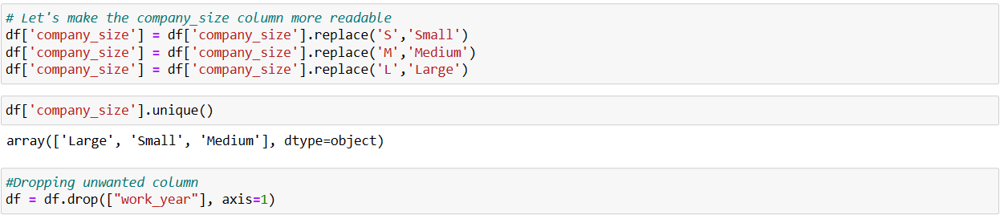 # Let's make the company_size column more readable
df['company_size'] = df['company_size'].replace('S','Small')
df['company_size'] = df['company_size'].replace('M','Medium')
df['company_size'] = df['company_size'].replace('L','Large')
df['company_size'].unique()
array(['Large', 'Small', 'Medium'], dtype=object)
#Dropping unwanted column
df = df.drop(["work_year"], axis=1)